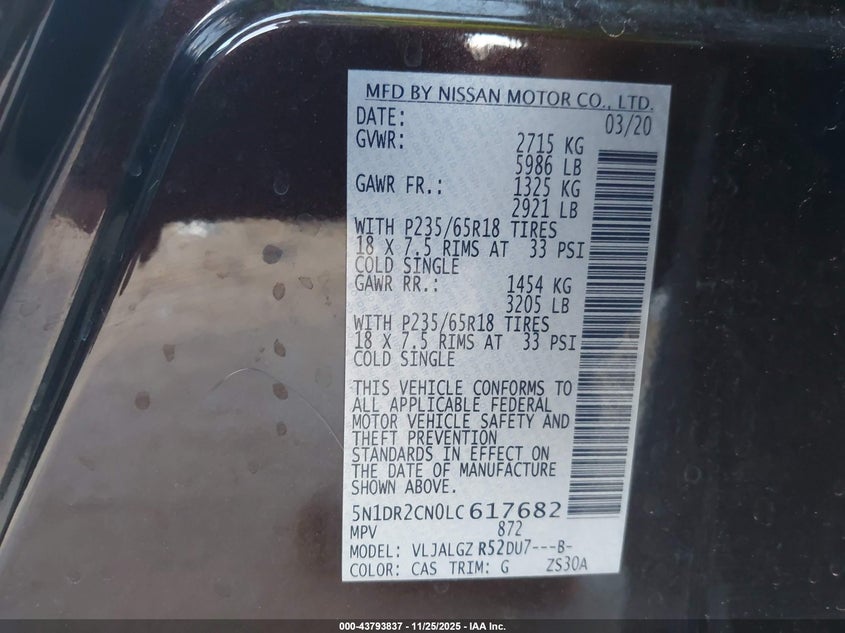 MFD BY NISSAN MOTOR CO., LTD.
DATE: 03/20
GVWR: 2715 KG
5986 LB
GAWR FR.: 1325 KG
2921 LB
WITH P235/65R18 TIRES
18 X 7.5 RIMS AT 33 PSI
COLD SINGLE
GAWR RR.: 1454 KG
3205 LB
WITH P235/65R18 TIRES
18 X 7.5 RIMS AT 33 PSI
COLD SINGLE
THIS VEHICLE CONFORMS TO
ALL APPLICABLE FEDERAL
MOTOR VEHICLE SAFETY AND
THEFT PREVENTION
STANDARDS IN EFFECT ON
THE DATE OF MANUFACTURE
SHOWN ABOVE.
5N1DR2CN0LC617682
MPV 872
MODEL: VLJALGZ R52DU7---B-
COLOR: CAS TRIM: G ZS30A
000-43793837 - 11/25/2025 - IAA Inc.